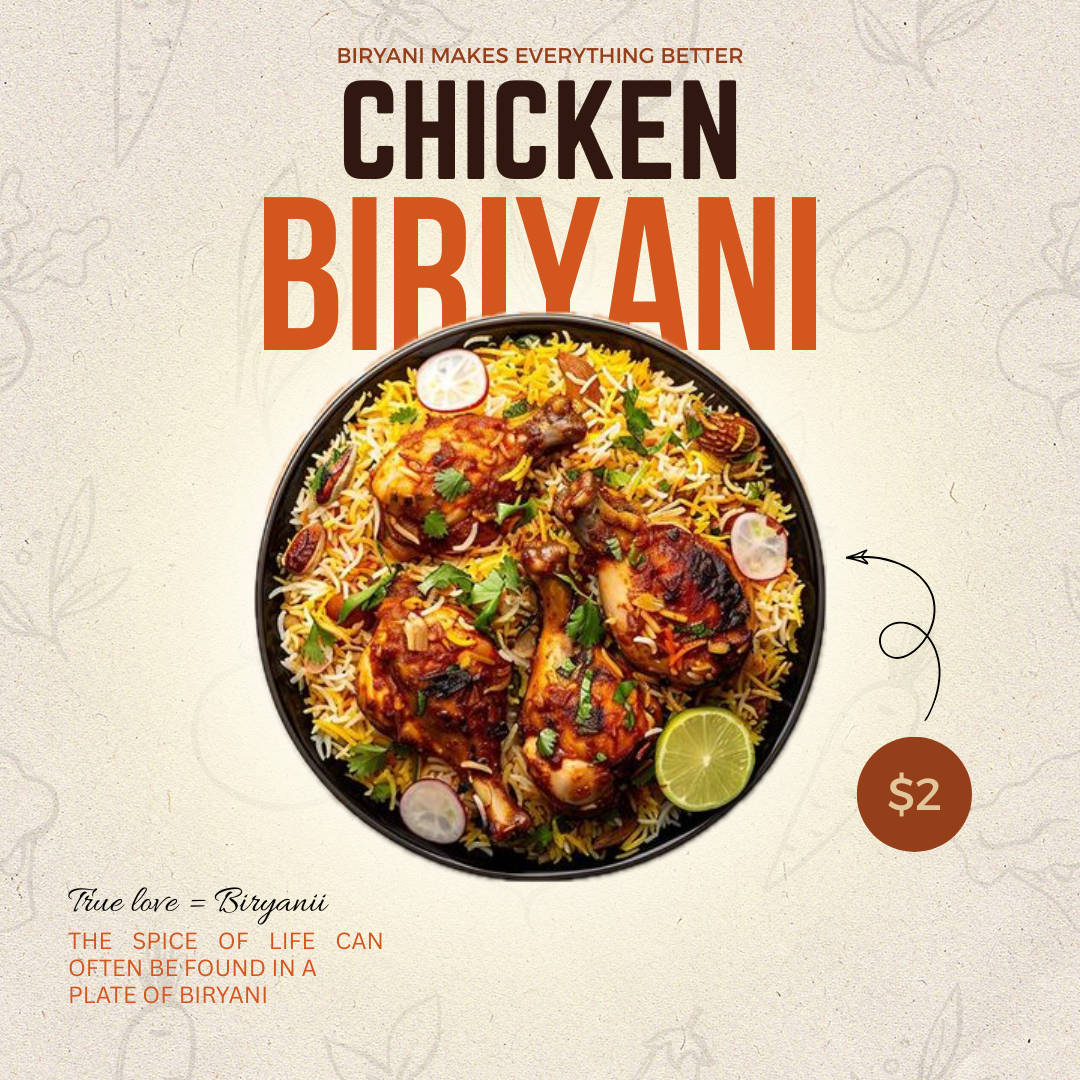 BIRYANI MAKES EVERYTHING BETTER
CHICKEN
BIRIYANI
$2
True love = Biryanii
THE SPICE OF LIFE CAN
OFTEN BE FOUND IN A
PLATE OF BIRYANI